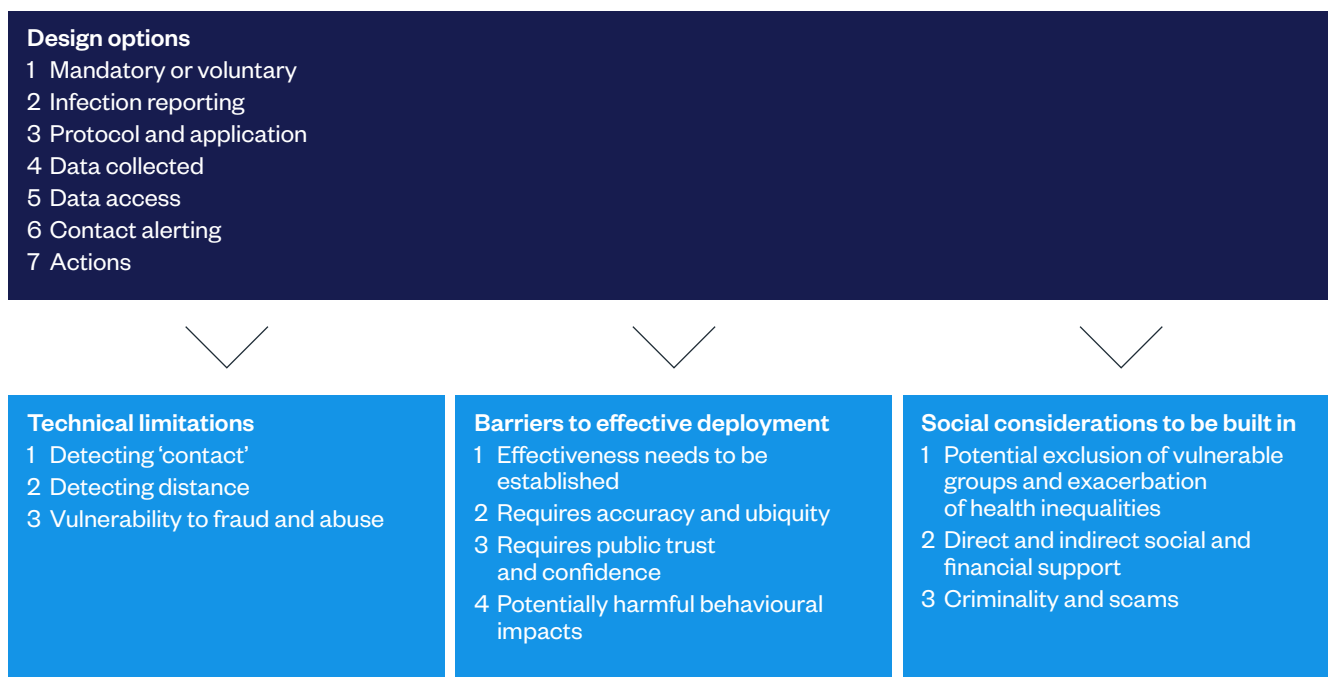 Design options
1 Mandatory or voluntary
2 Infection reporting
3 Protocol and application
4 Data collected
5 Data access
6 Contact alerting
7 Actions
Technical limitations
1 Detecting ‘contact’
2 Detecting distance
3 Vulnerability to fraud and abuse
Barriers to effective deployment
1 Effectiveness needs to be
established
2 Requires accuracy and ubiquity
3 Requires public trust
and confidence
4 Potentially harmful behavioural
impacts
Social considerations to be built in
1 Potential exclusion of vulnerable
groups and exacerbation
of health inequalities
2 Direct and indirect social and
financial support
3 Criminality and scams